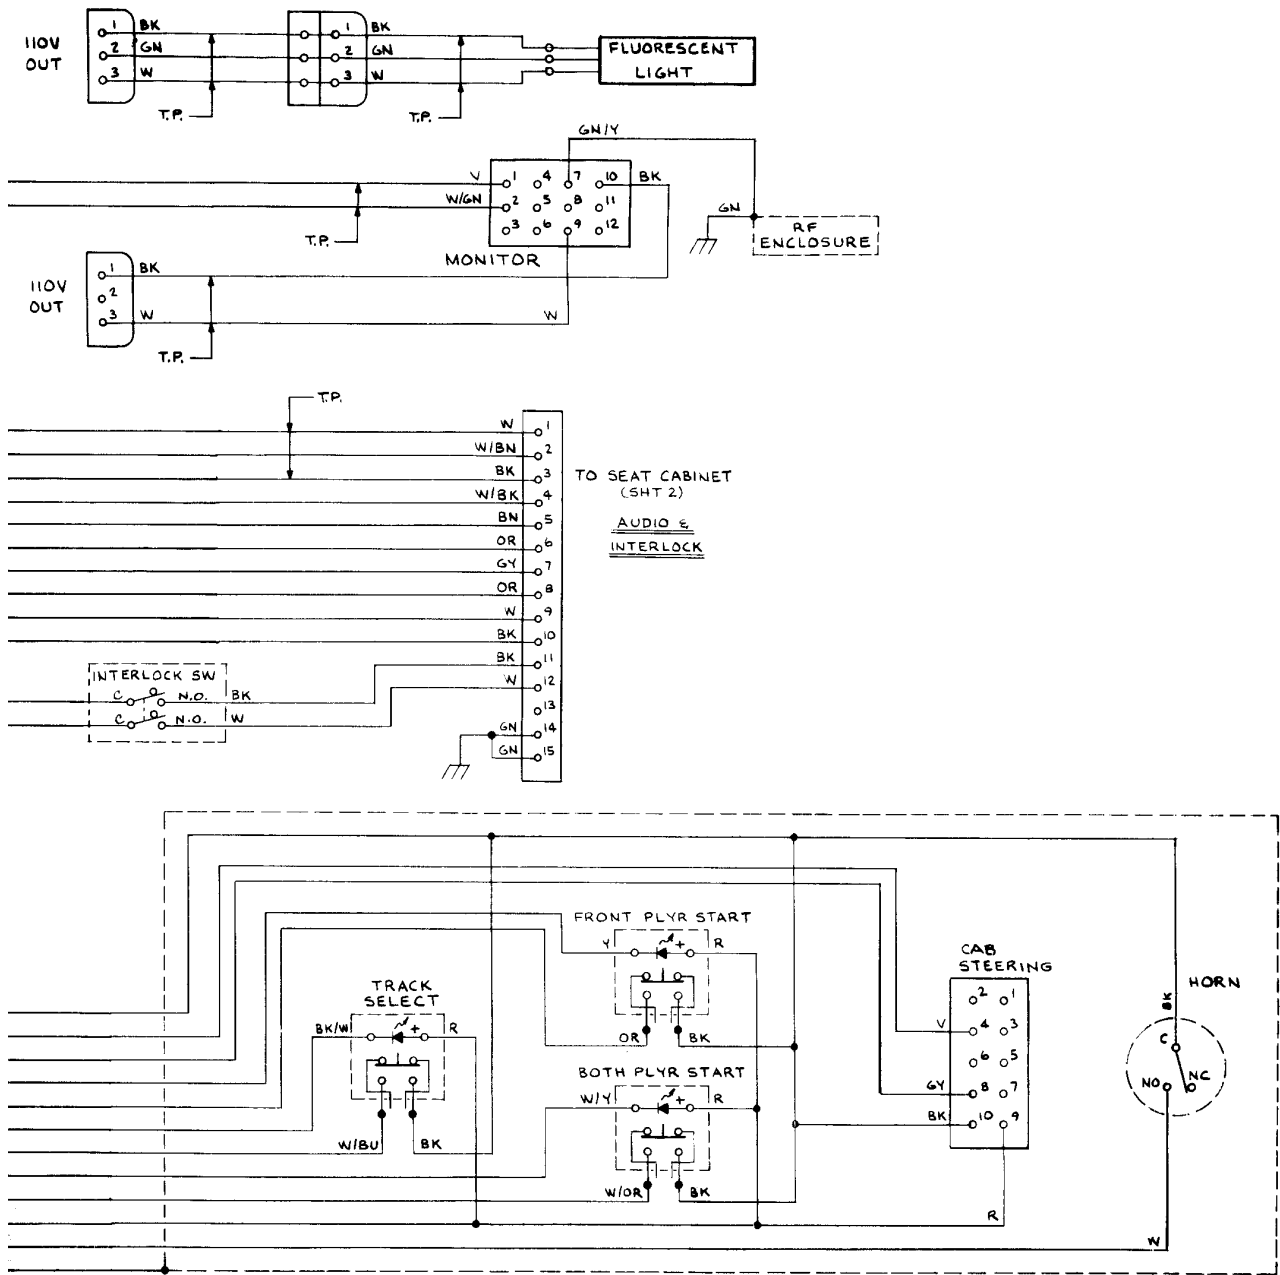 110V
OUT
1 BK
2 GN
3 W
T.P.
1 BK
2 GN
3 W
T.P.
FLUORESCENT
LIGHT
GN/Y
V
W/GN
1 4 7 10 BK
2 5 8 11
3 6 9 12
T.P.
MONITOR
GN
RF
ENCLOSURE
110V
OUT
1 BK
2
3 W
W
T.P.
T.P.
W 1
W/BN 2
BK 3
W/BK 4
BN 5
OR 6
GY 7
OR 8
W 9
BK 10
BK 11
W 12
13
GN 14
GN 15
TO SEAT CABINET
(SHT 2)
AUDIO &
INTERLOCK
INTERLOCK SW
C N.O. BK
C N.O. W
FRONT PLYR START
Y + R
OR BK
TRACK
SELECT
BK/W + R
W/BU BK
BOTH PLYR START
W/Y + R
W/OR BK
CAB
STEERING
2 1
V 4 3
6 5
GY 8 7
BK 10 9
R
HORN
BK
C
NO NC
W